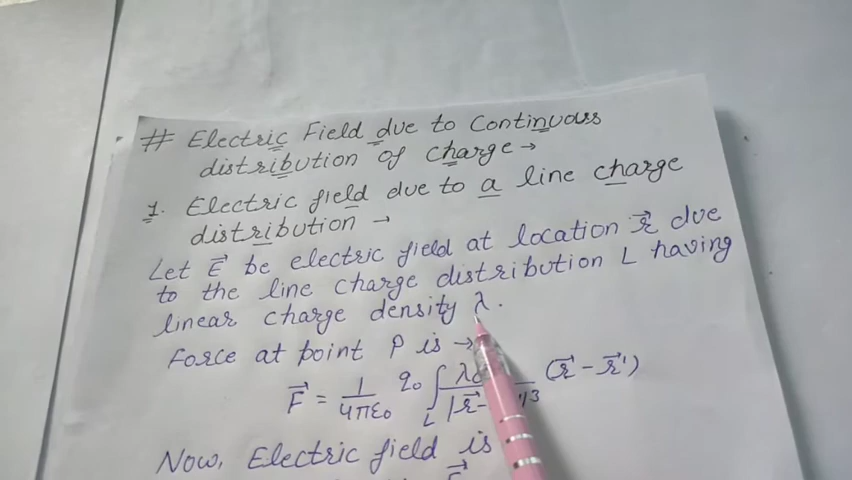 # Electric Field due to Continuous
distribution of charge →
1. Electric field due to a line charge
distribution →
Let E⃗ be electric field at location r⃗ due
to the line charge distribution L having
linear charge density λ.
Force at point P is →
F⃗ = 1/4πε₀ q₀ ∫_L λ / |r⃗ - '|³ (r⃗ - r⃗')
Now, Electric field is
E⃗